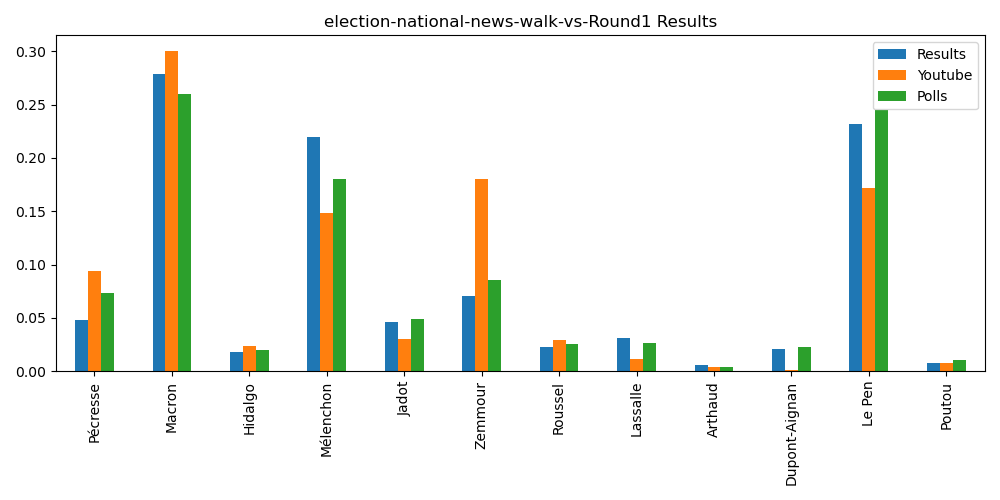 election-national-news-walk-vs-Round1 Results
Results
Youtube
Polls
0.30
0.25
0.20
0.15
0.10
0.05
0.00
Pécresse
Macron
Hidalgo
Mélenchon
Jadot
Zemmour
Roussel
Lassalle
Arthaud
Dupont-Aignan
Le Pen
Poutou